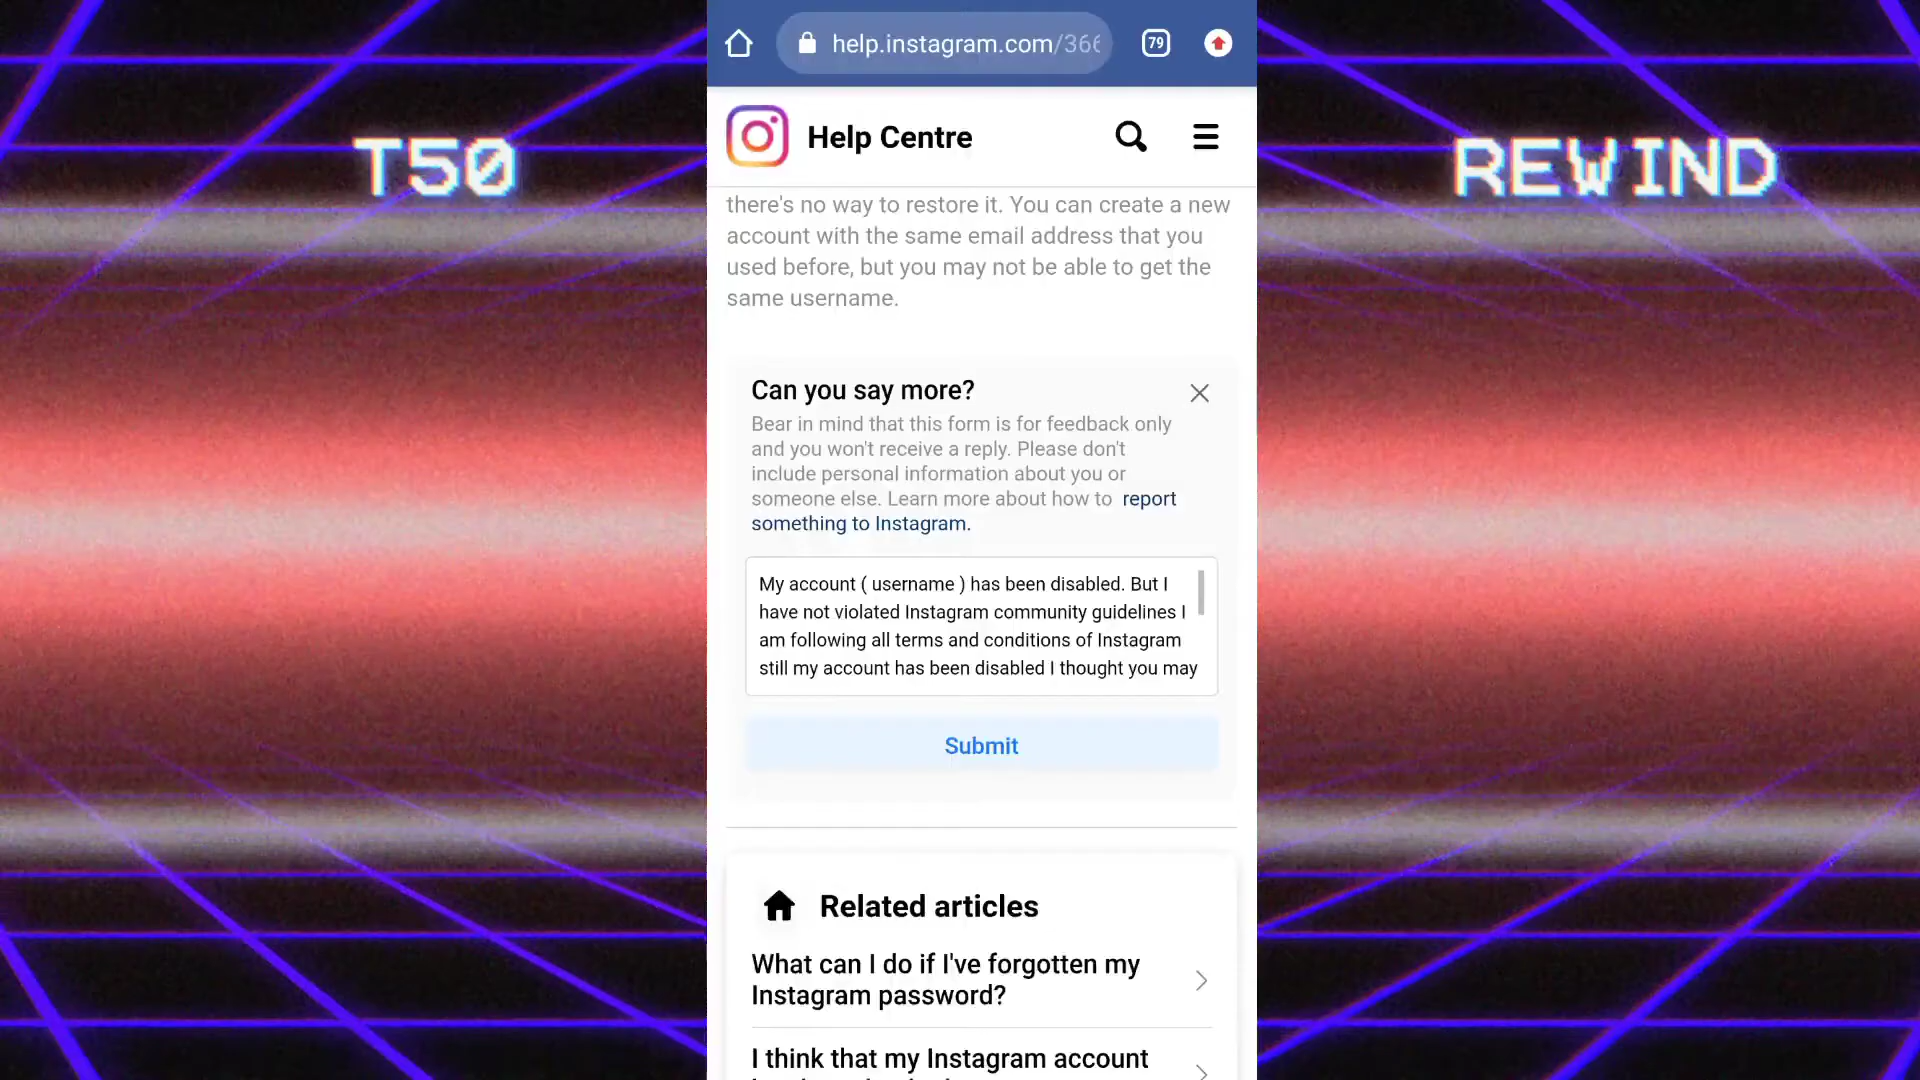 T50
REWIND
help.instagram.com/366
79
Help Centre
there's no way to restore it. You can create a new
account with the same email address that you
used before, but you may not be able to get the
same username.
Can you say more?
Bear in mind that this form is for feedback only
and you won't receive a reply. Please don't
include personal information about you or
someone else. Learn more about how to report
something to Instagram.
My account ( username ) has been disabled. But I
have not violated Instagram community guidelines I
am following all terms and conditions of Instagram
still my account has been disabled I thought you may
Submit
Related articles
What can I do if I've forgotten my
Instagram password?
I think that my Instagram account